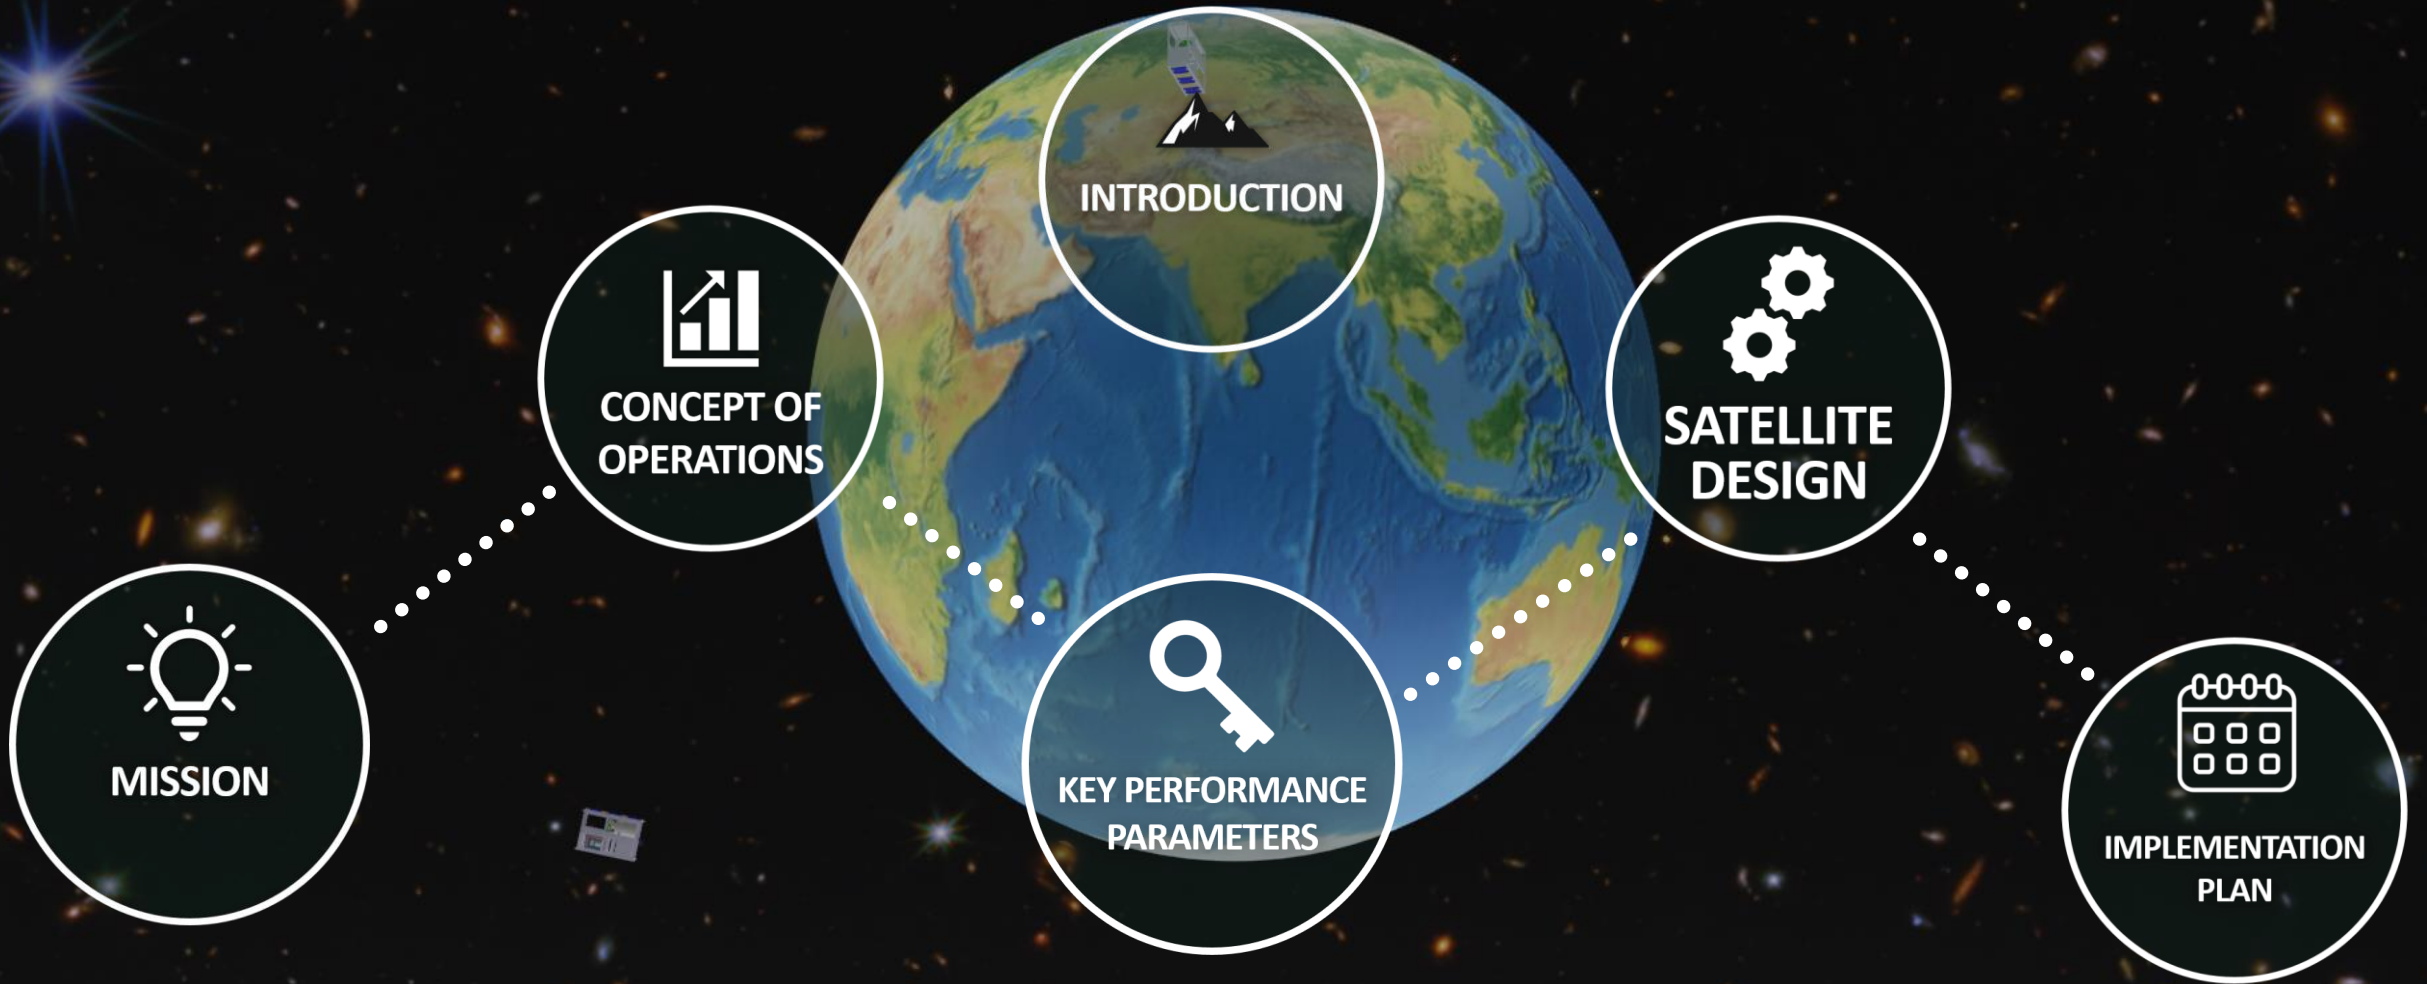 INTRODUCTION
CONCEPT OF
OPERATIONS
SATELLITE
DESIGN
MISSION
KEY PERFORMANCE
PARAMETERS
IMPLEMENTATION
PLAN